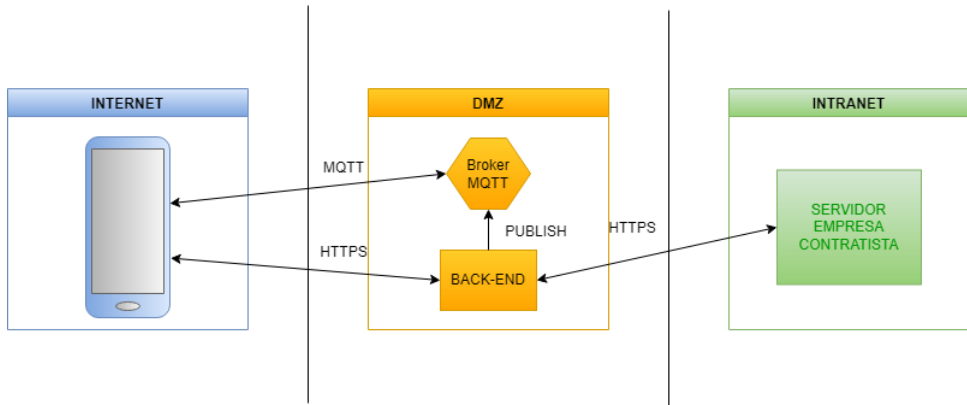 INTERNET
DMZ
INTRANET
MQTT
Broker
MQTT
PUBLISH
HTTPS
HTTPS
BACK-END
SERVIDOR
EMPRESA
CONTRATISTA